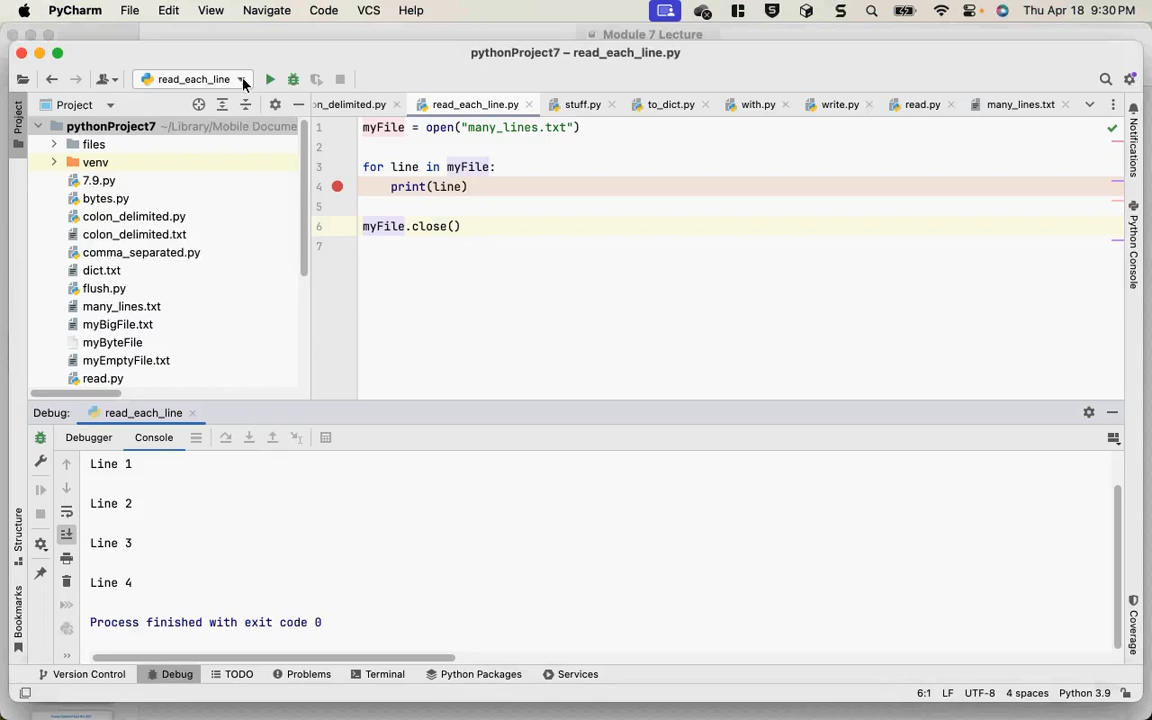 PyCharm File Edit View Navigate Code VCS Help Thu Apr 18 9:30 PM
Module 7 Lecture
pythonProject7 – read_each_line.py
read_each_line
Project on_delimited.py read_each_line.py stuff.py to_dict.py with.py write.py read.py many_lines.txt
pythonProject7 ~/Library/Mobile Docume
files
venv
7.9.py
bytes.py
colon_delimited.py
colon_delimited.txt
comma_separated.py
dict.txt
flush.py
many_lines.txt
myBigFile.txt
myByteFile
myEmptyFile.txt
read.py
1 myFile = open("many_lines.txt")
2
3 for line in myFile:
4 print(line)
5
6 myFile.close()
7
Project
Structure
Bookmarks
Notifications
Python Console
Coverage
Debug: read_each_line
Debugger Console
Line 1
Line 2
Line 3
Line 4
Process finished with exit code 0
Version Control Debug TODO Problems Terminal Python Packages Services
6:1 LF UTF-8 4 spaces Python 3.9